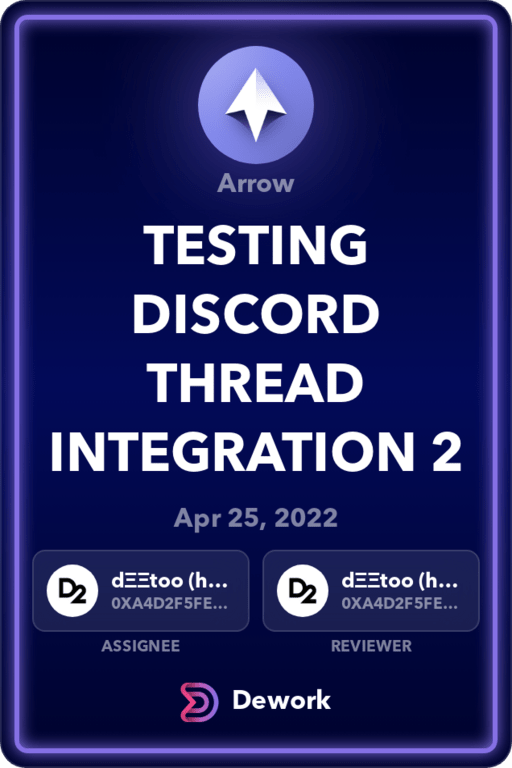 Arrow
TESTING
DISCORD
THREAD
INTEGRATION 2
Apr 25, 2022
D2 dΞΞtoo (h... D2 dΞΞtoo (h...
0XA4D2F5FE... 0XA4D2F5FE...
ASSIGNEE REVIEWER
Dework